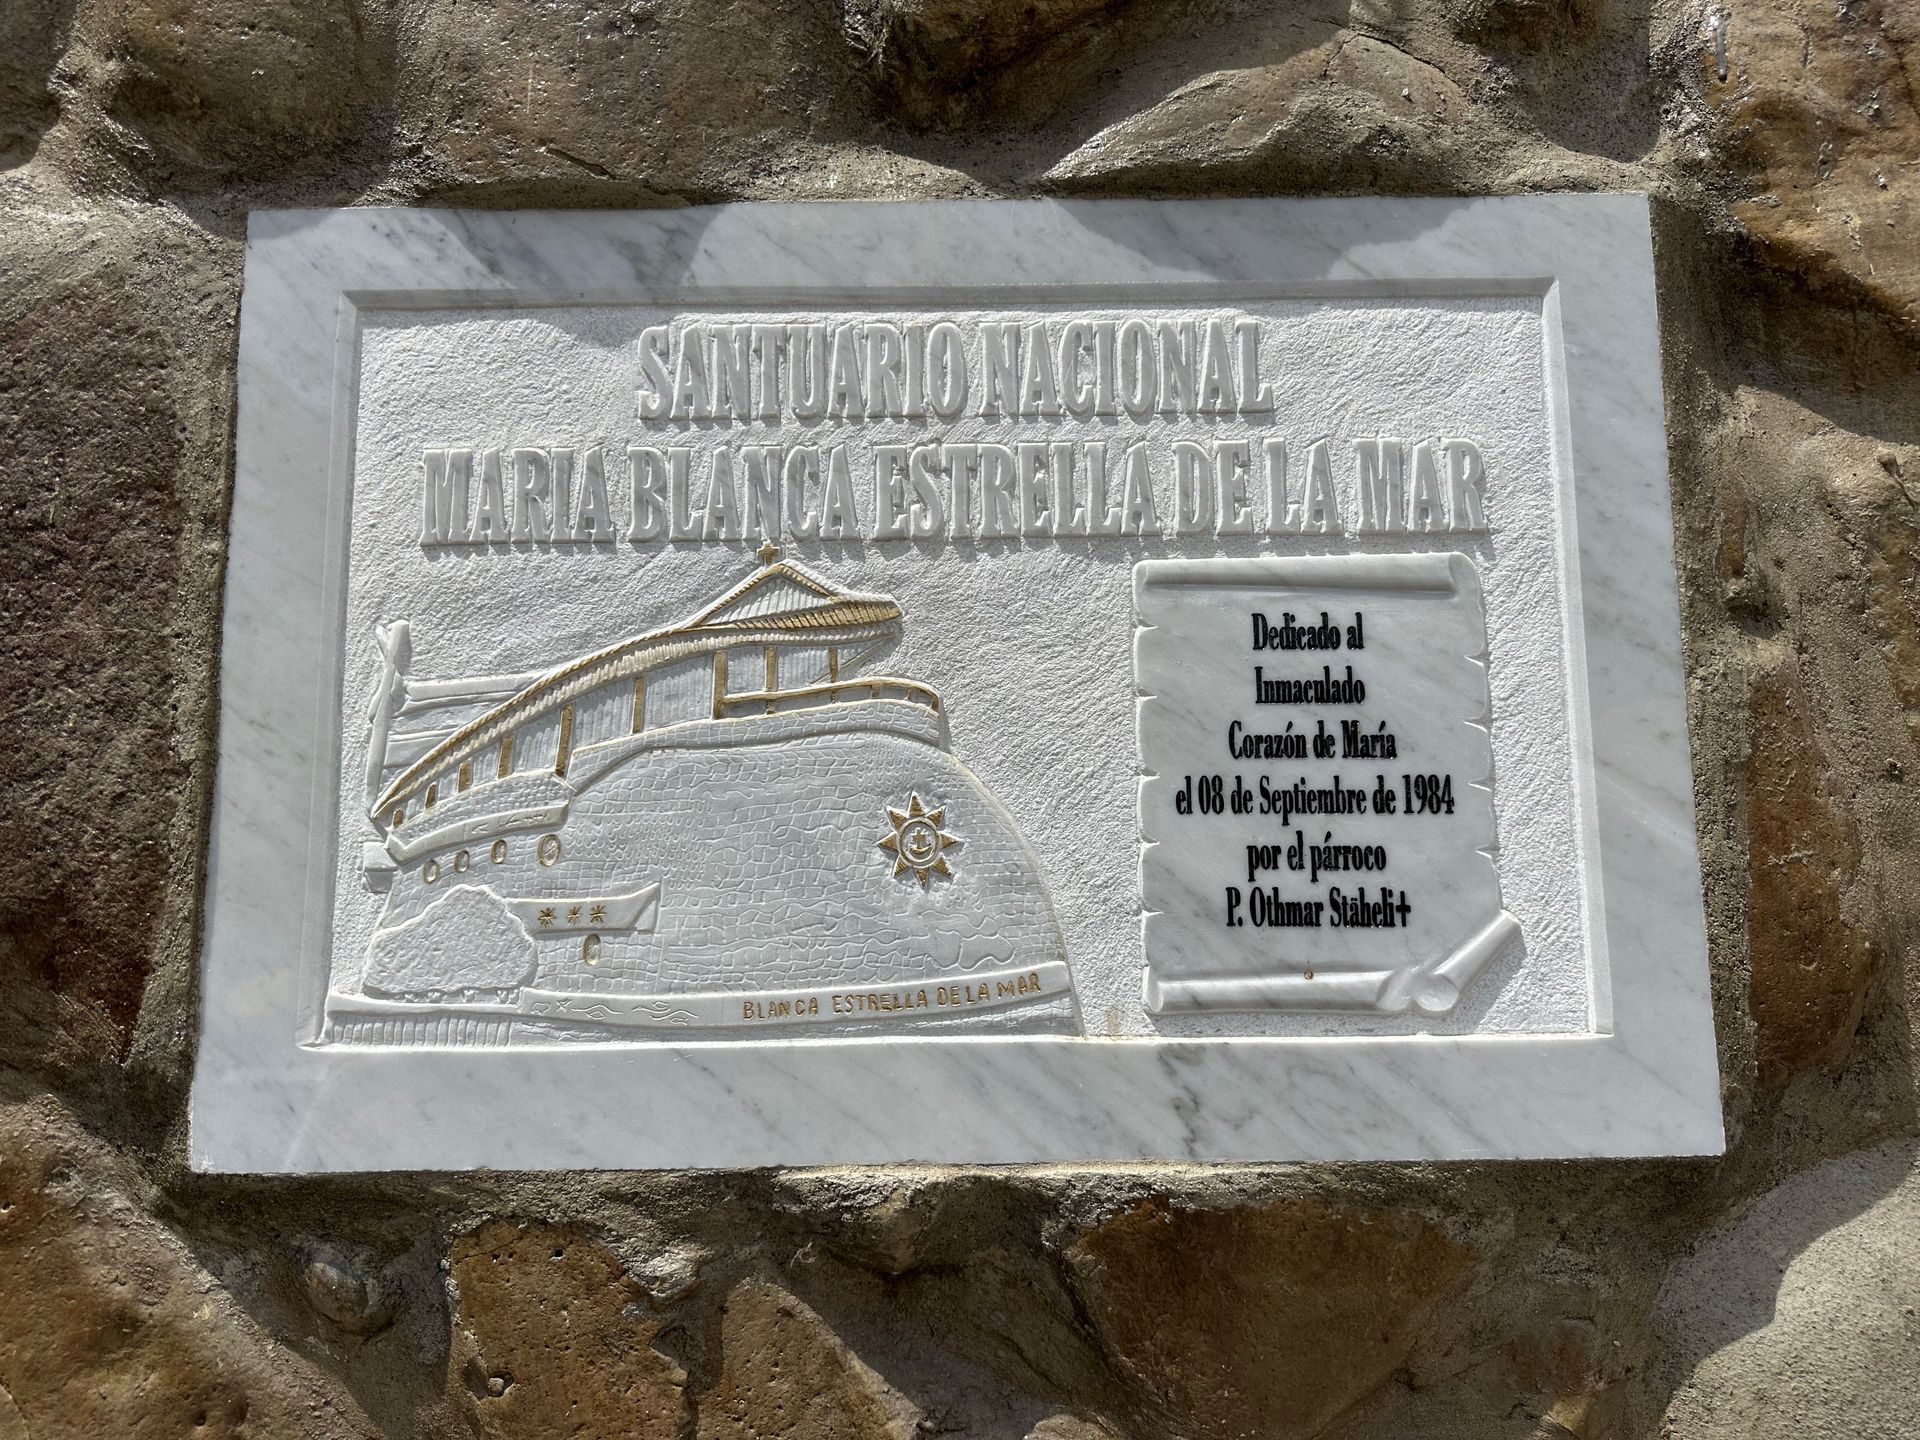 SANTUARIO NACIONAL
MARIA BLANCA ESTRELLA DE LA MAR
Dedicado al
Inmaculado
Corazón de María
el 08 de Septiembre de 1984
por el párroco
P. Othmar Stäheli✝
BLANCA ESTRELLA DE LA MAR